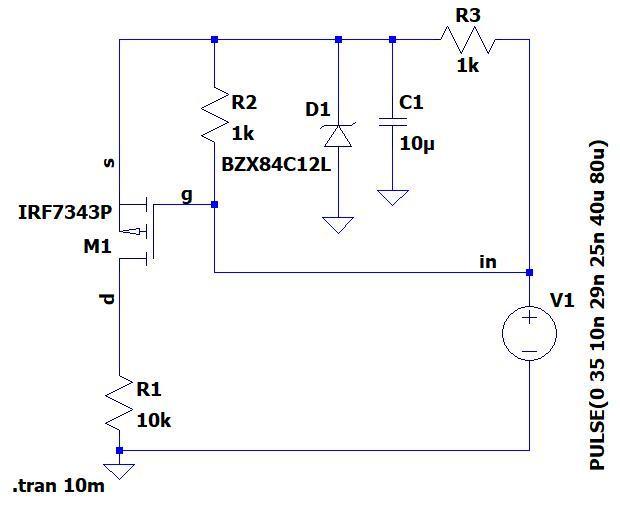 R3
1k
R2
1k
D1
BZX84C12L
C1
10µ
s
g
IRF7343P
M1
d
in
V1
PULSE(0 35 10n 29n 25n 40u 80u)
R1
10k
.tran 10m